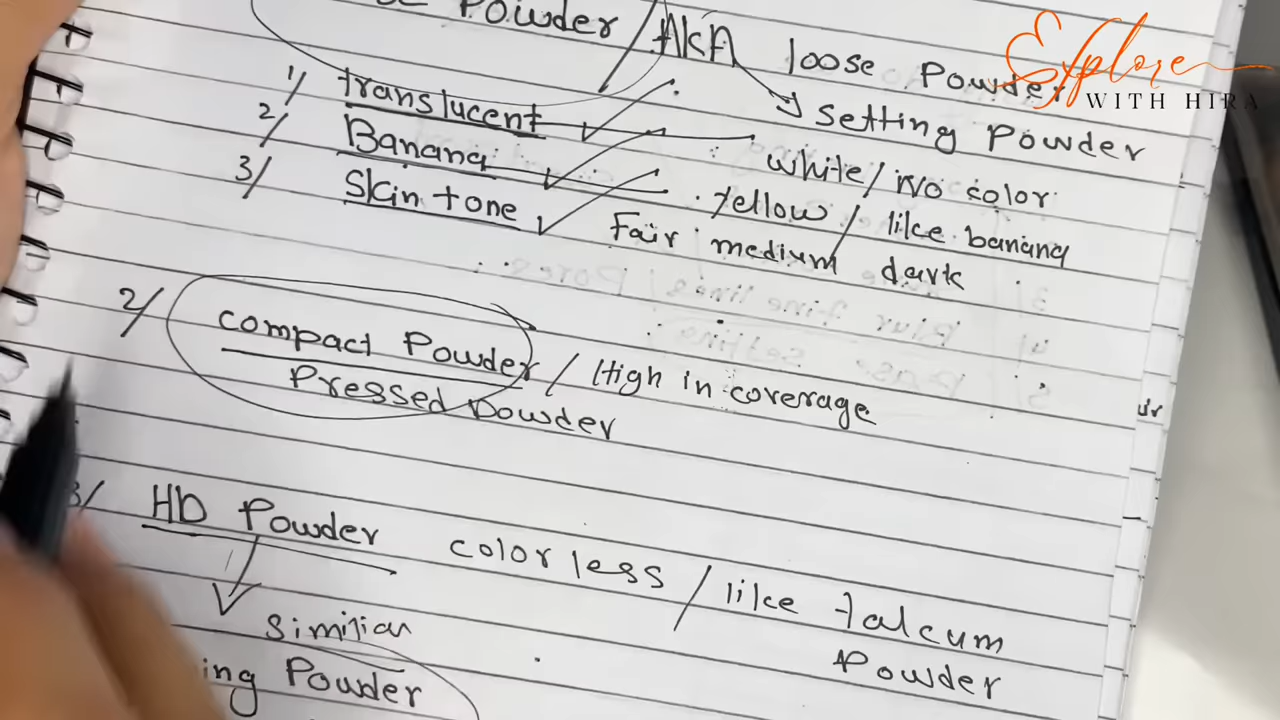 Powder / AKA loose Powder
Setting Powder
1/ translucent white / No color
2/ Banana yellow / like banana
3/ Skin tone Fair medium dark
2/ compact Powder / High in coverage
Pressed Powder
3/ HD Powder colorless / like talcum Powder
Similian
ing Powder
Explore
WITH HIRA